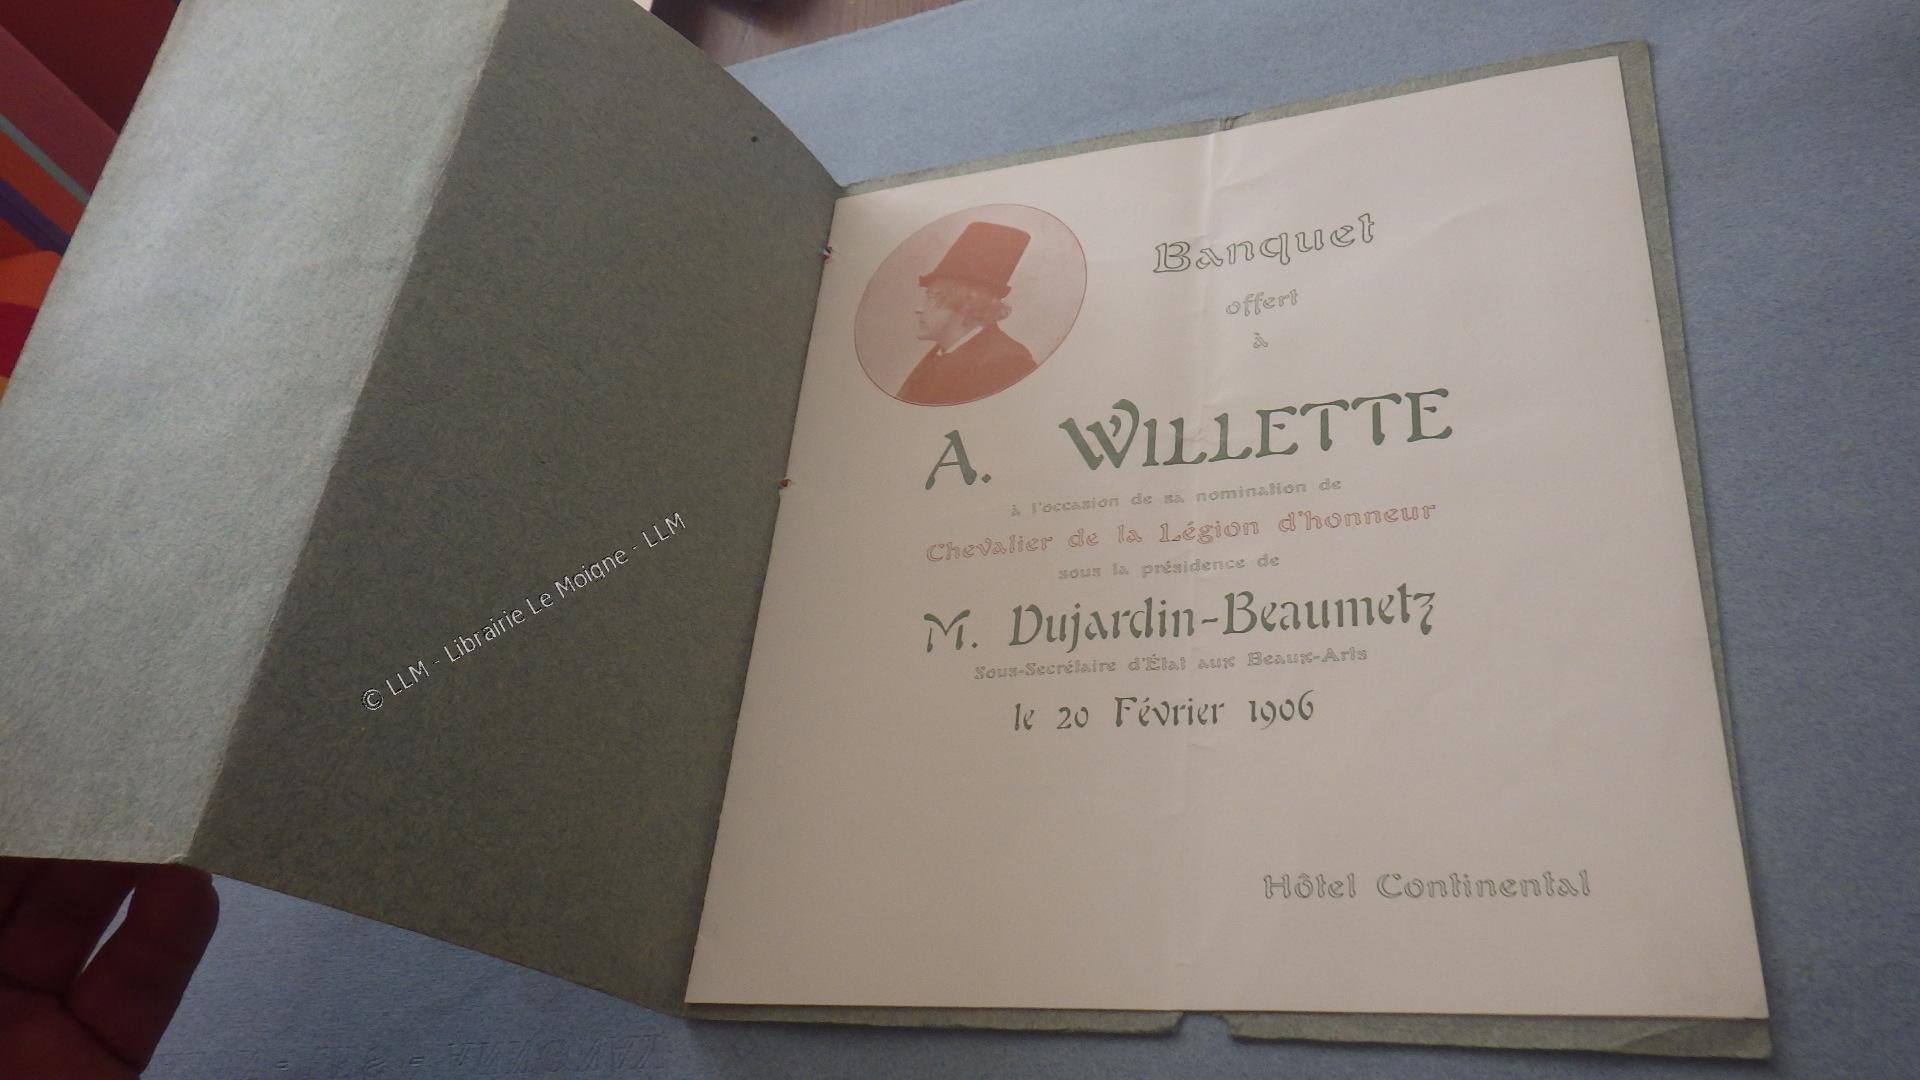 Banquet
offert
à
A. WILLETTE
à l'occasion de sa nomination de
Chevalier de la Légion d'honneur
sous la présidence de
M. Dujardin-Beaumetz
Sous-Secrétaire d'État aux Beaux-Arts
le 20 Février 1906
Hôtel Continental
© LLM - Librairie Le Moigne - LLM